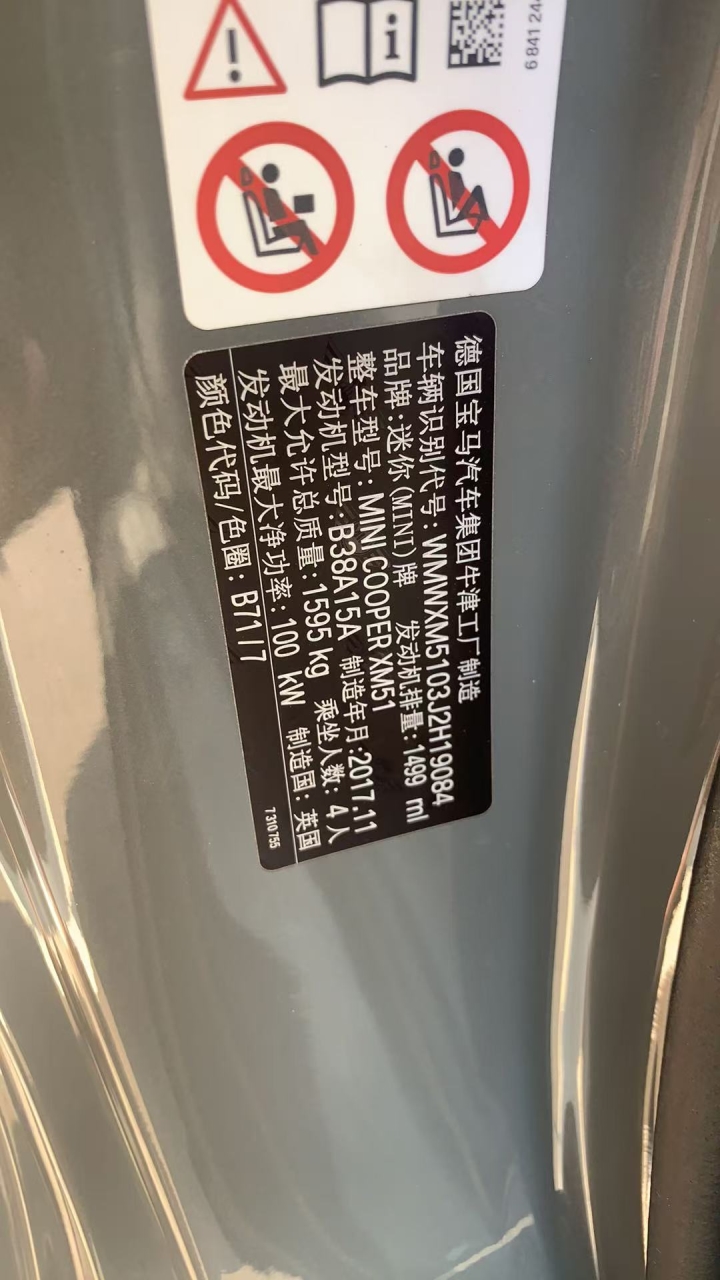 6 841 244
德国宝马汽车集团牛津工厂制造
车辆识别代号: WMWXM5103J2H19084
品牌:迷你(MINI)牌 发动机排量: 1499 ml
整车型号: MINI COOPER XM51
发动机型号: B38A15A 制造年月:2017.11
最大允许总质量:1595 kg 乘坐人数: 4人
发动机最大净功率: 100 kW 制造国: 英国
颜色代码/色圈: B71/7
7 310 755